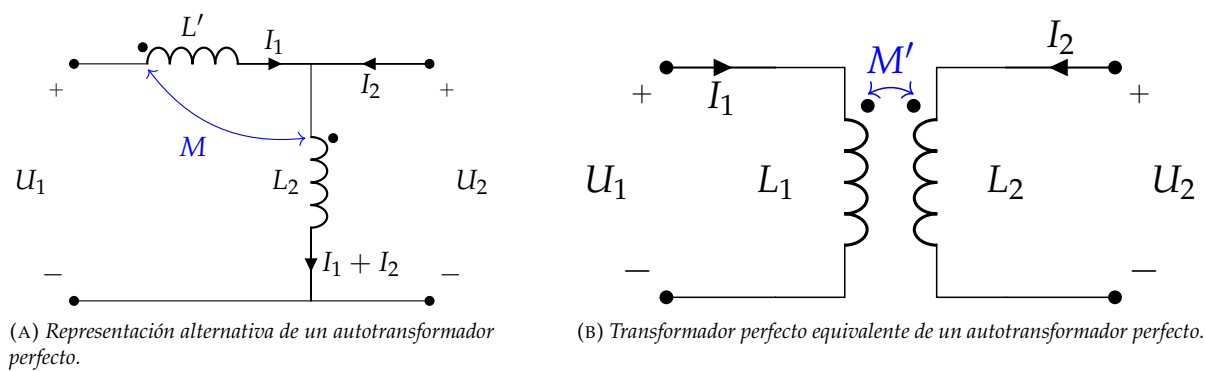 L′
I₁
I₂
+
+
M
U₁
L₂
U₂
I₁ + I₂
−
−
(A) Representación alternativa de un autotransformador
perfecto.
I₁
I₂
M′
+
+
U₁
L₁
L₂
U₂
−
−
(B) Transformador perfecto equivalente de un autotransformador perfecto.